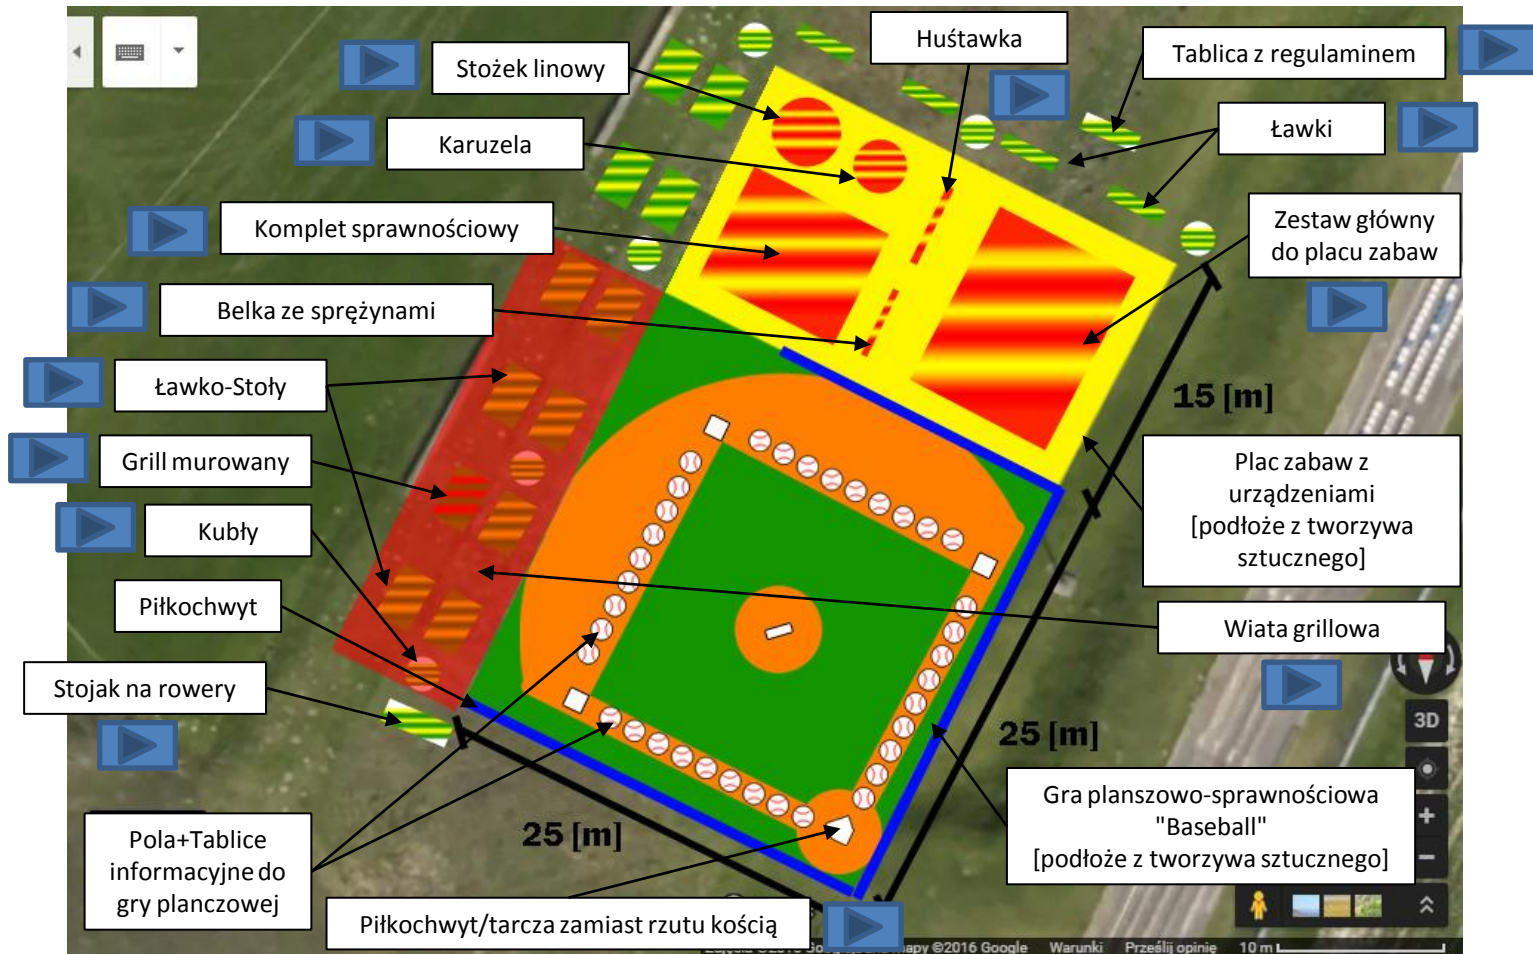 Huśtawka
Tablica z regulaminem
Stożek linowy
Ławki
Karuzela
Komplet sprawnościowy
Zestaw główny
do placu zabaw
Belka ze sprężynami
Ławko-Stoły
15 [m]
Grill murowany
Plac zabaw z
urządzeniami
[podłoże z tworzywa
sztucznego]
Kubły
Piłkochwyt
Wiata grillowa
Stojak na rowery
3D
25 [m]
Gra planszowo-sprawnościowa
"Baseball"
[podłoże z tworzywa sztucznego]
25 [m]
Pola+Tablice
informacyjne do
gry planczowej
Piłkochwyt/tarcza zamiast rzutu kością
©2016 Google
Warunki
Prześlij opinię
10 m